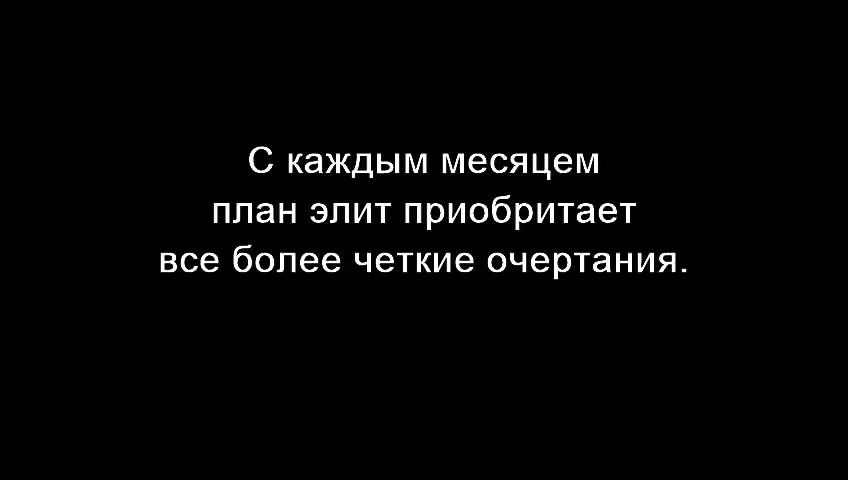 С каждым месяцем
план элит приобритает
все более четкие очертания.